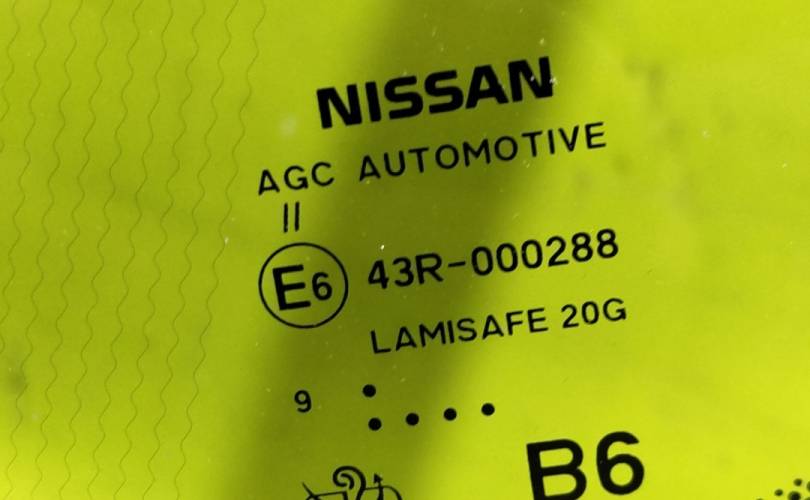 NISSAN
AGC AUTOMOTIVE
II
E6 43R-000288
LAMISAFE 20G
9
B6